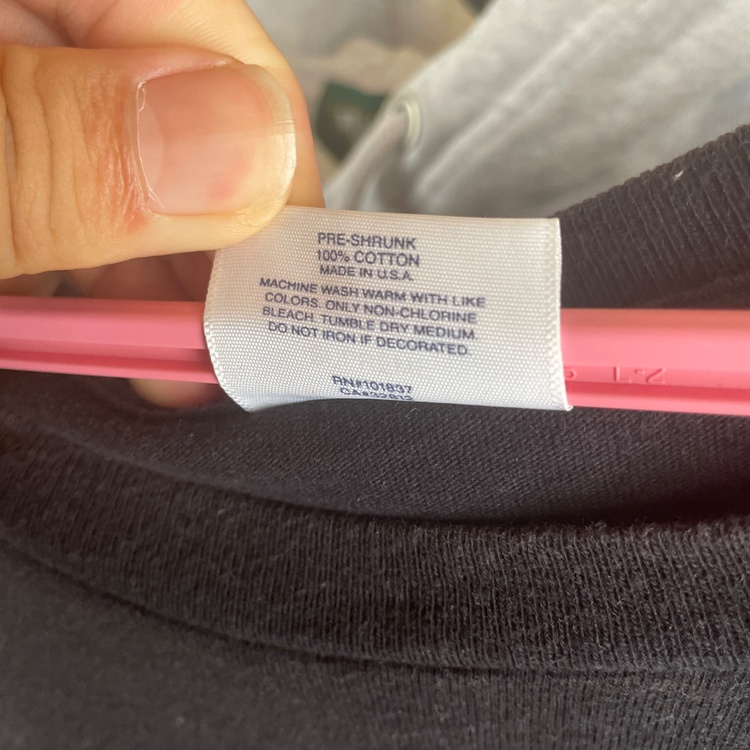 PRE-SHRUNK
100% COTTON
MADE IN U.S.A.
MACHINE WASH WARM WITH LIKE
COLORS. ONLY NON-CHLORINE
BLEACH. TUMBLE DRY MEDIUM.
DO NOT IRON IF DECORATED.
RN#101837